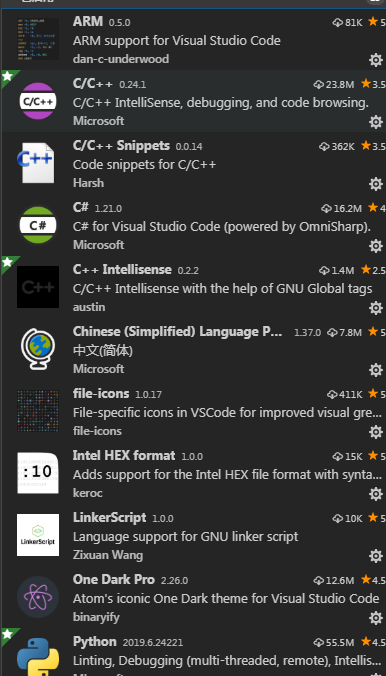 ARM 0.5.0 81K 5
ARM support for Visual Studio Code
dan-c-underwood
C/C++ 0.24.1 23.8M 3.5
C/C++ IntelliSense, debugging, and code browsing.
Microsoft
C/C++ Snippets 0.0.14 362K 3.5
Code snippets for C/C++
Harsh
C# 1.21.0 16.2M 4
C# for Visual Studio Code (powered by OmniSharp).
Microsoft
C++ Intellisense 0.2.2 1.4M 2.5
C/C++ Intellisense with the help of GNU Global tags
austin
Chinese (Simplified) Language P... 1.37.0 7.8M 5
中文(简体)
Microsoft
file-icons 1.0.17 411K 5
File-specific icons in VSCode for improved visual gre...
file-icons
:10
Intel HEX format 1.0.0 15K 5
Adds support for the Intel HEX file format with synta...
keroc
LinkerScript
LinkerScript 1.0.0 10K 5
Language support for GNU linker script
Zixuan Wang
One Dark Pro 2.26.0 12.6M 4.5
Atom's iconic One Dark theme for Visual Studio Code
binaryify
Python 2019.6.24221 55.5M 4.5
Linting, Debugging (multi-threaded, remote), Intellis...